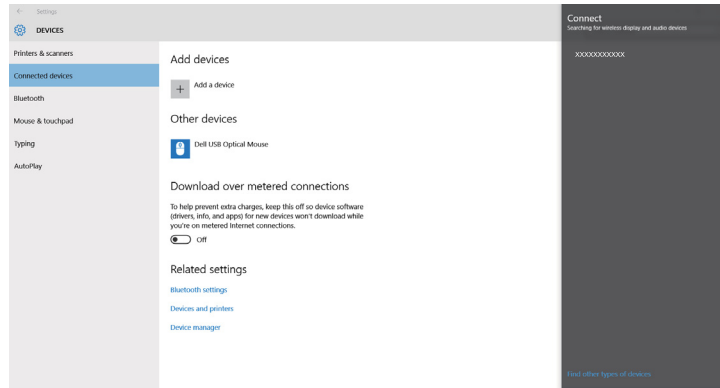 Settings
DEVICES
Printers & scanners
Connected devices
Bluetooth
Mouse & touchpad
Typing
AutoPlay
Add devices
Add a device
Other devices
Dell USB Optical Mouse
Download over metered connections
To help prevent extra charges, keep this off so device software
(drivers, info, and apps) for new devices won't download while
you're on metered Internet connections.
Off
Related settings
Bluetooth settings
Devices and printers
Device manager
Connect
Searching for wireless display and audio devices
XXXXXXXXXXX
Find other types of devices